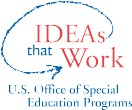 IDEAs
that
Work
U.S. Office of Special
Education Programs